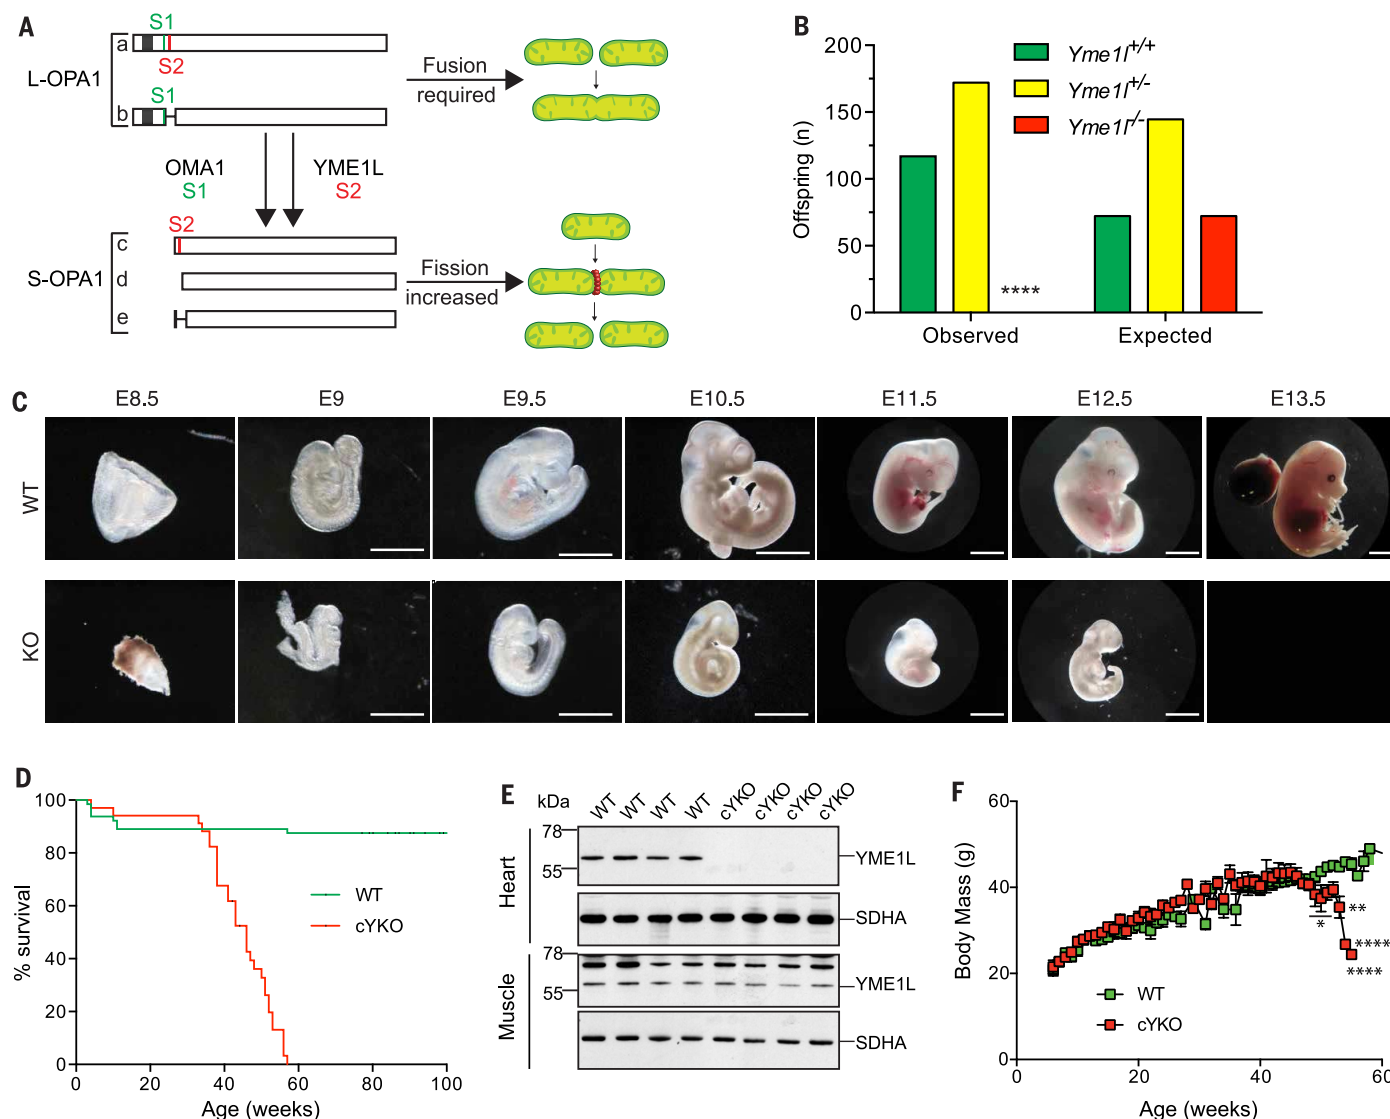 A
S1
a
S2
L-OPA1
S1
b
Fusion
required
OMA1
S1
YME1L
S2
S2
c
S-OPA1
d
e
Fission
increased
B
200
150
100
50
0
Offspring (n)
Yme1l+/+
Yme1l+/-
Yme1l-/-
****
Observed
Expected
C
E8.5
E9
E9.5
E10.5
E11.5
E12.5
E13.5
WT
KO
D
100
80
60
40
20
0
% survival
WT
cYKO
0
20
40
60
80
100
Age (weeks)
E
kDa
WT
WT
WT
WT
cYKO
cYKO
cYKO
cYKO
Heart
78
55
YME1L
SDHA
Muscle
78
55
YME1L
SDHA
F
60
40
20
0
Body Mass (g)
*
**
****
****
WT
cYKO
0
20
40
60
Age (weeks)